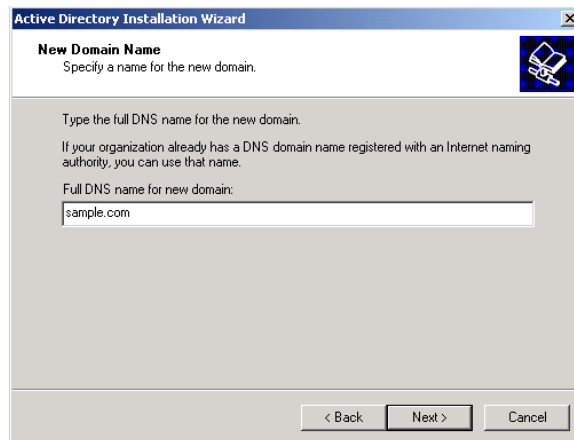 Active Directory Installation Wizard
New Domain Name
Specify a name for the new domain.
Type the full DNS name for the new domain.
If your organization already has a DNS domain name registered with an Internet naming
authority, you can use that name.
Full DNS name for new domain:
sample.com
< Back Next > Cancel